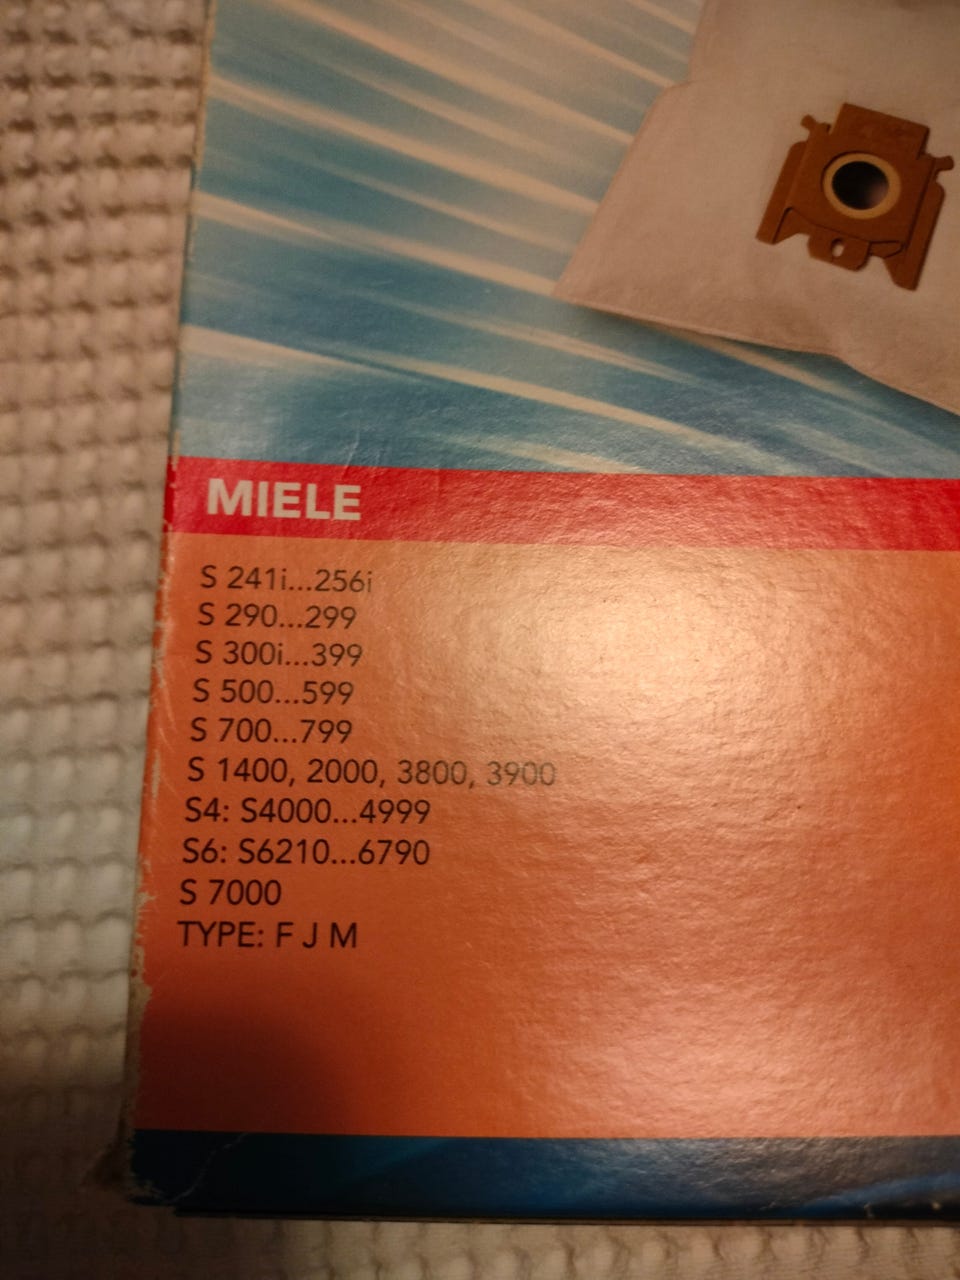 MIELE
S 241i...256i
S 290...299
S 300i...399
S 500...599
S 700...799
S 1400, 2000, 3800, 3900
S4: S4000...4999
S6: S6210...6790
S 7000
TYPE: F J M